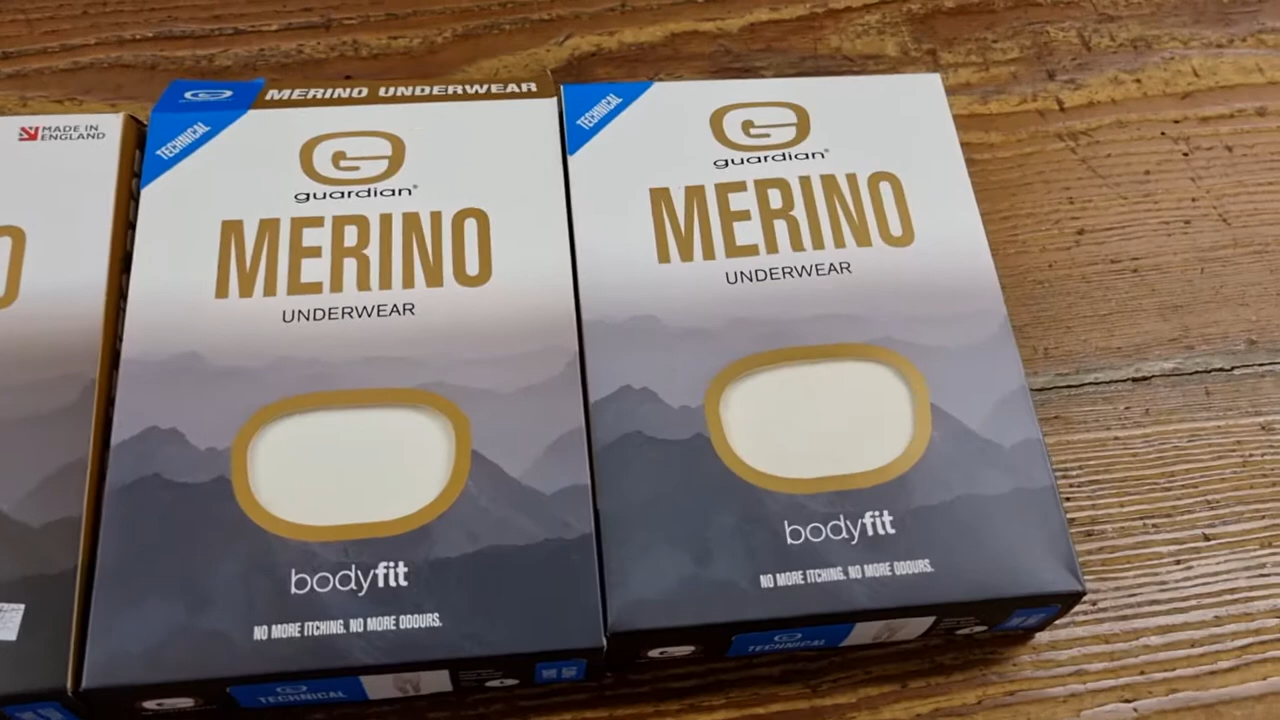 MADE IN
ENGLAND
O
MERINO UNDERWEAR
TECHNICAL
guardian®
MERINO
UNDERWEAR
bodyfit
NO MORE ITCHING. NO MORE ODOURS.
TECHNICAL
TECHNICAL
guardian®
MERINO
UNDERWEAR
bodyfit
NO MORE ITCHING. NO MORE ODOURS.
TECHNICAL